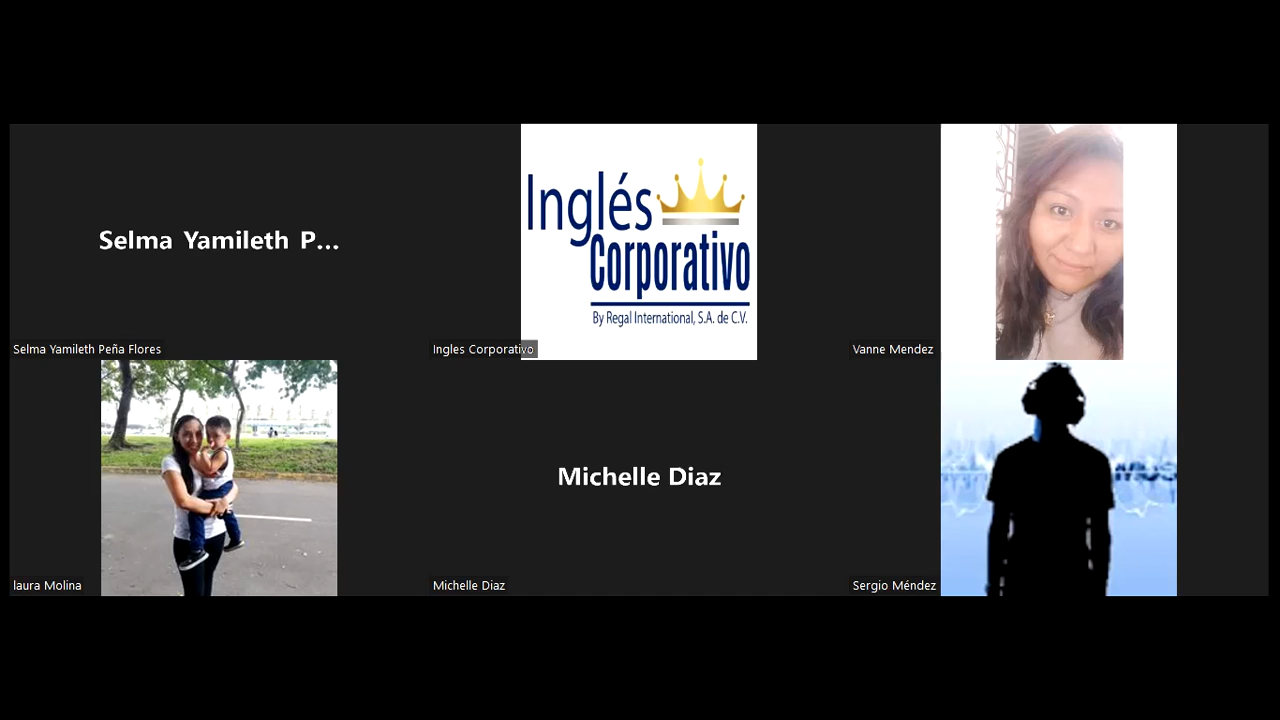 Selma Yamileth P...
Inglés
Corporativo
By Regal International, S.A. de C.V.
Selma Yamileth Peña Flores
Ingles Corporativo
Vanne Mendez
Michelle Diaz
laura Molina
Michelle Diaz
Sergio Méndez